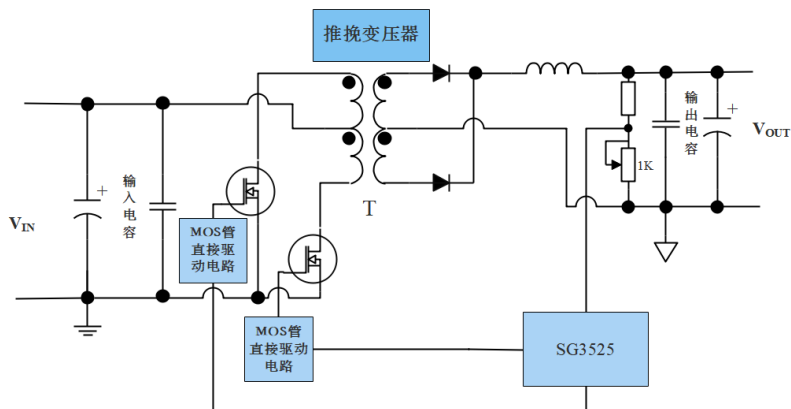 推挽变压器
输入电容
输出电容
+
+
V_IN
V_OUT
1K
T
MOS管
直接驱
动电路
MOS管
直接驱动
电路
SG3525